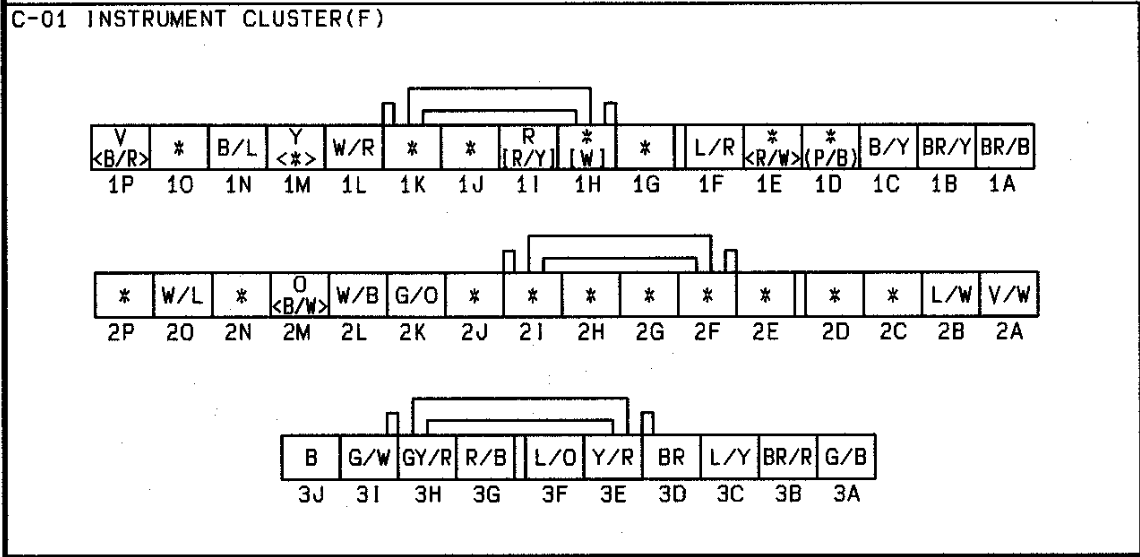 C-01 INSTRUMENT CLUSTER(F)
V * B/L Y W/R * * R * * L/R * * B/Y BR/Y BR/B
<B/R> <*> [R/Y] [W] <R/W> (P/B)
1P 1O 1N 1M 1L 1K 1J 1I 1H 1G 1F 1E 1D 1C 1B 1A
* W/L * O W/B G/O * * * * * * * * L/W V/W
<B/W>
2P 2O 2N 2M 2L 2K 2J 2I 2H 2G 2F 2E 2D 2C 2B 2A
B G/W GY/R R/B L/O Y/R BR L/Y BR/R G/B
3J 3I 3H 3G 3F 3E 3D 3C 3B 3A